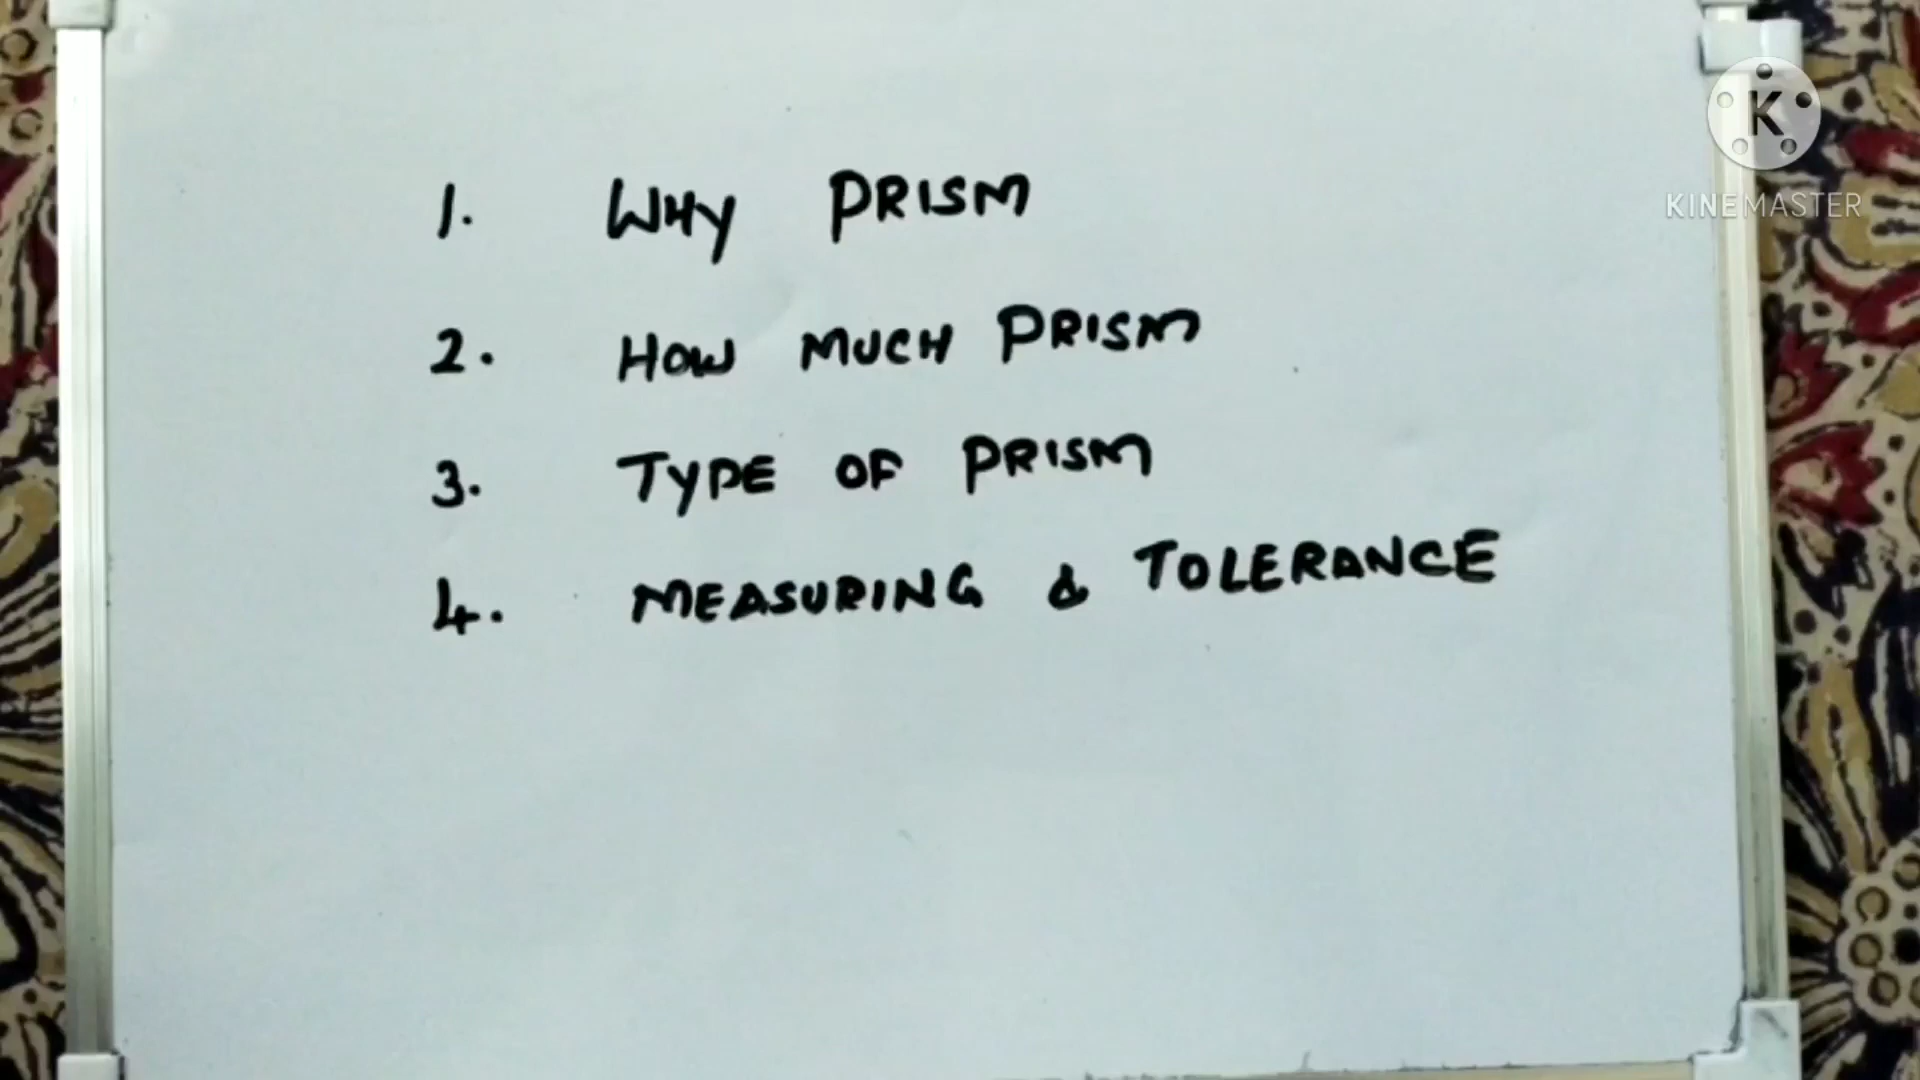 1. WHY PRISM
2. HOW MUCH PRISM
3. TYPE OF PRISM
4. MEASURING & TOLERANCE
K
KINEMASTER